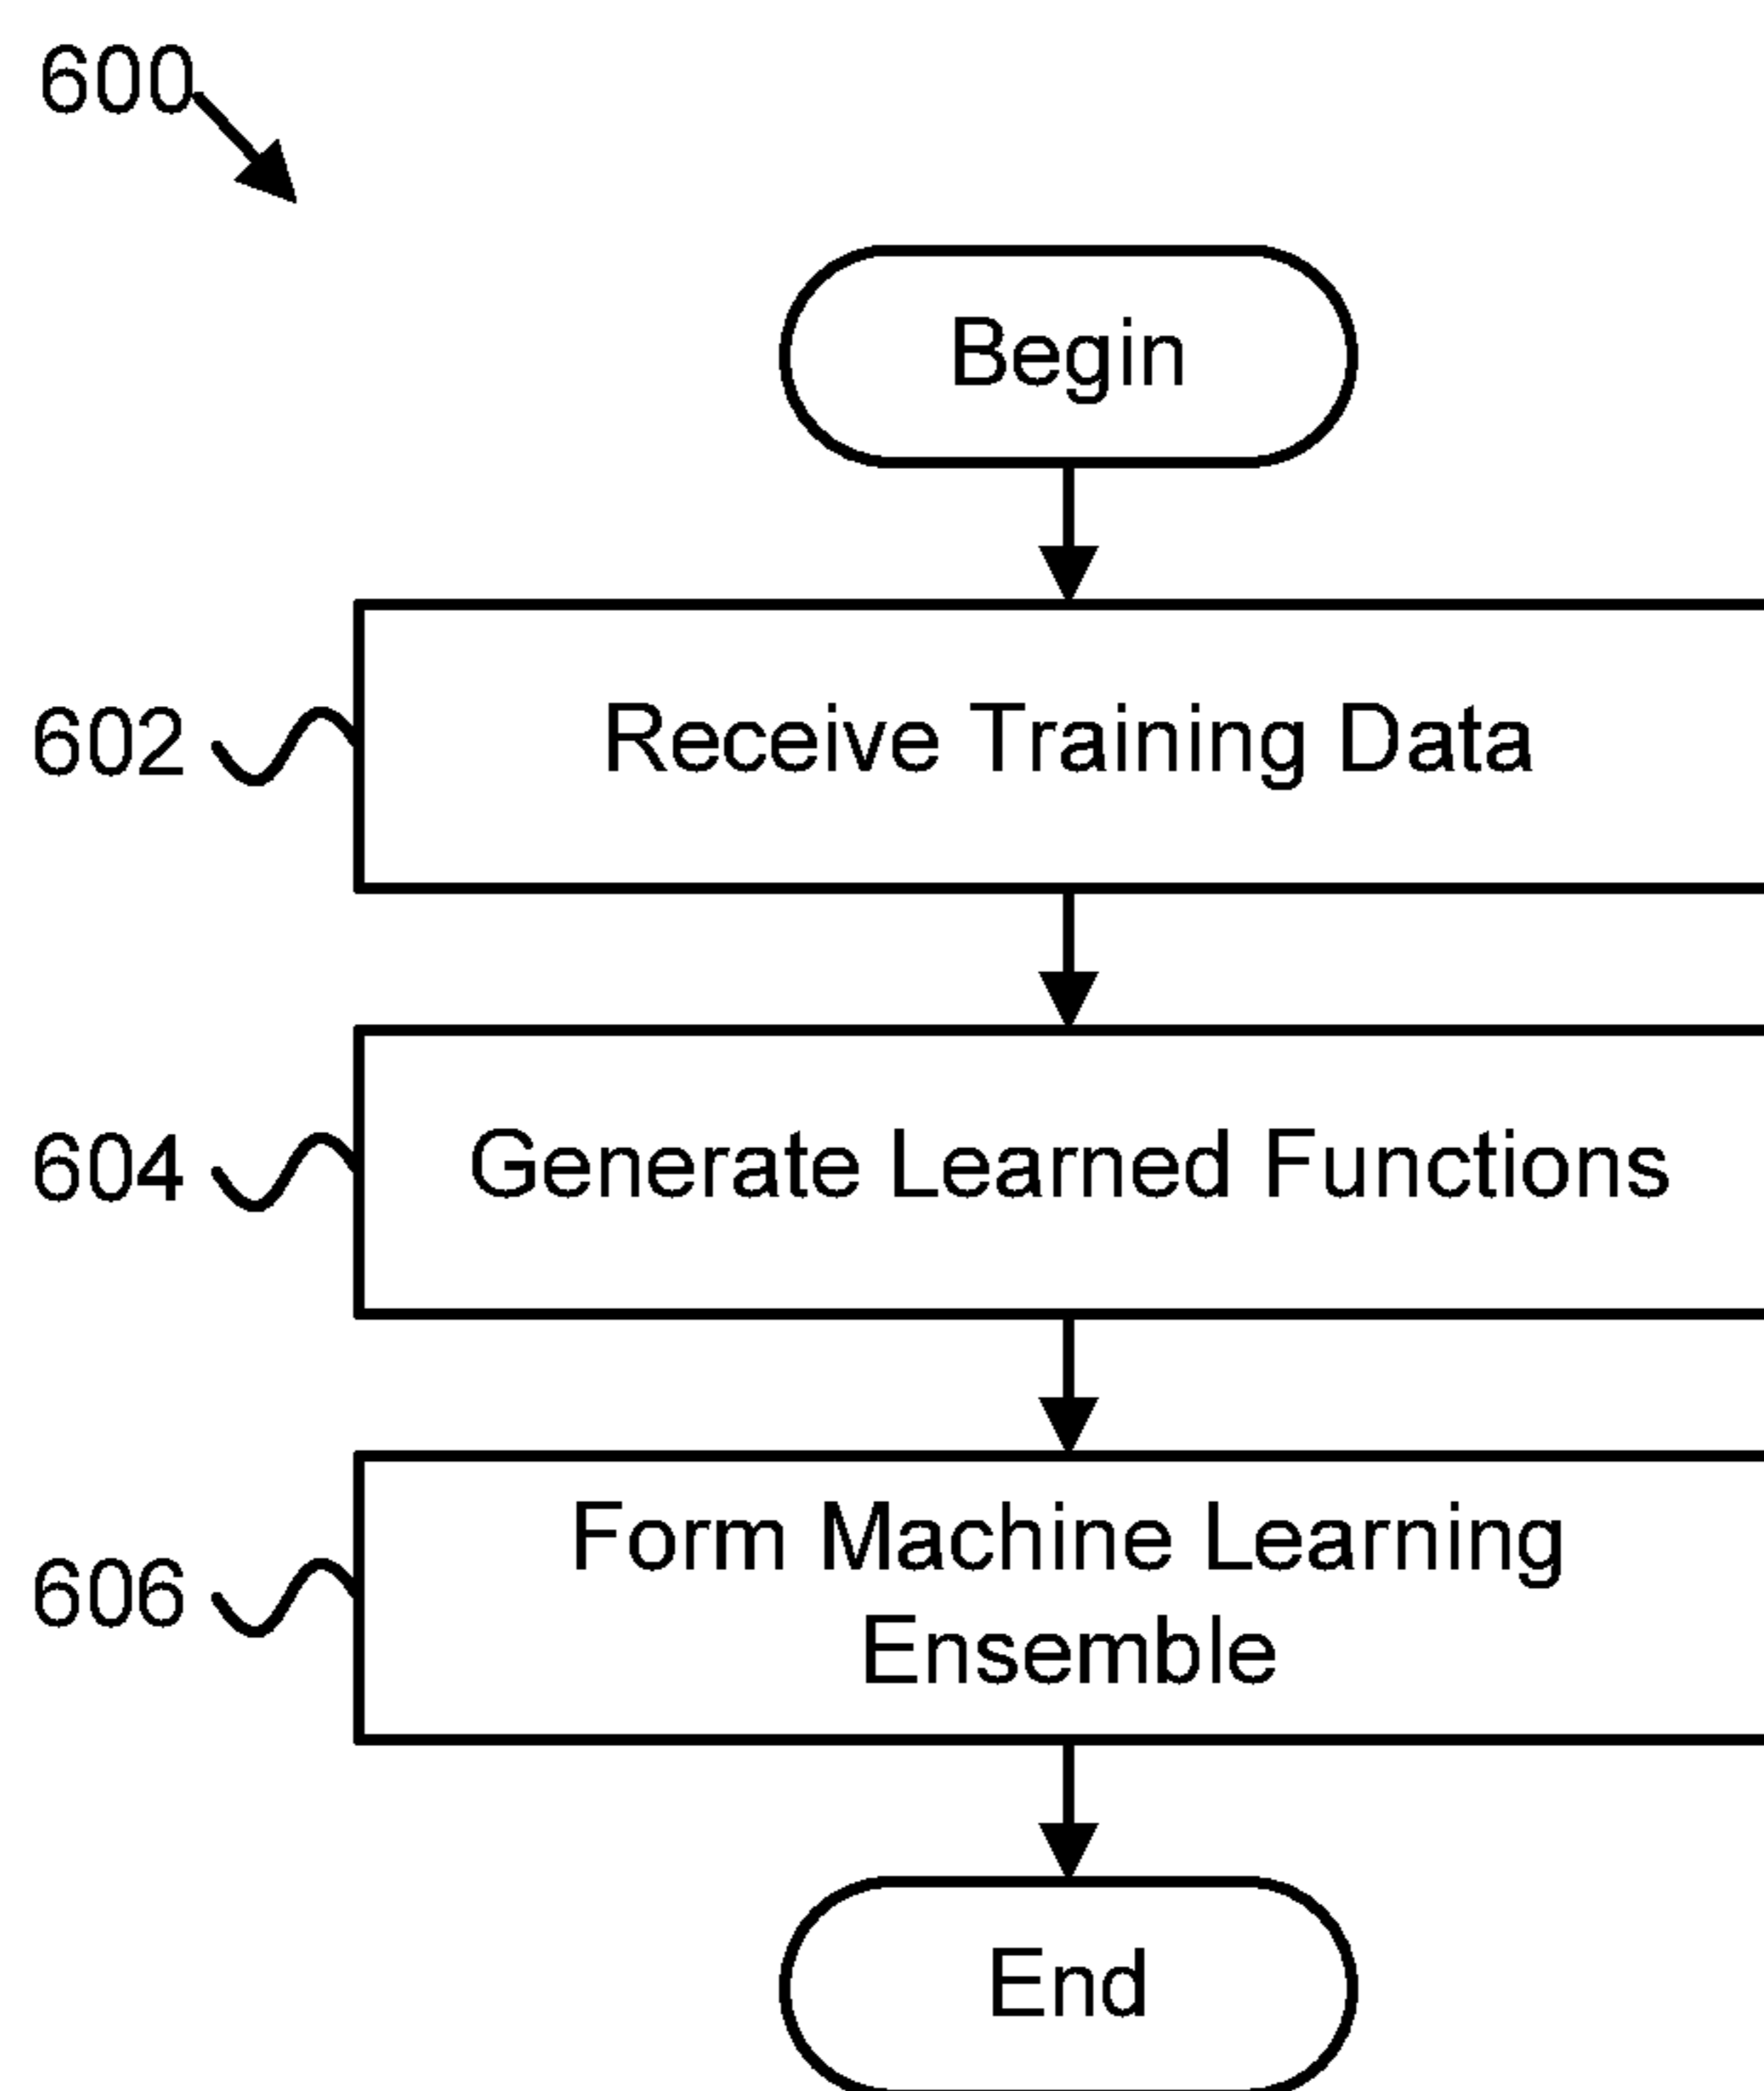 600
Begin
602 Receive Training Data
604 Generate Learned Functions
606 Form Machine Learning
Ensemble
End